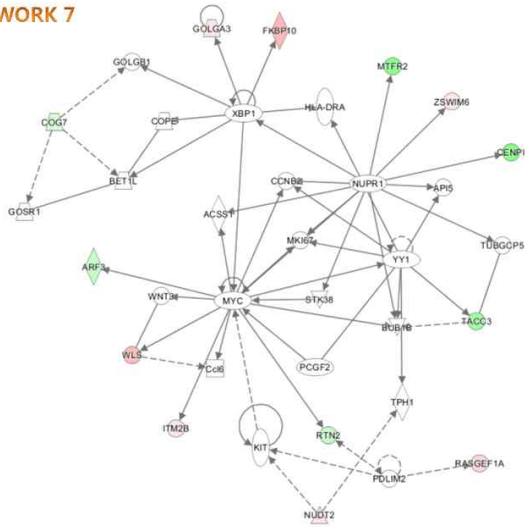 WORK 7
GOLGA3
FKBP10
GOLGB1
MTFR2
ZSWIM6
XBP1
HLA-DRA
COG7
COPE
CENPI
BET1L
CCNB2
NUPR1
API5
GOSR1
ACSS1
MKI67
TUBGCP5
YY1
ARF3
WNT3
MYC
STK38
BUB1B
TACC3
WLS
Ccl6
PCGF2
TPH1
ITM2B
RTN2
KIT
PDLIM2
RASGEF1A
NUDT2